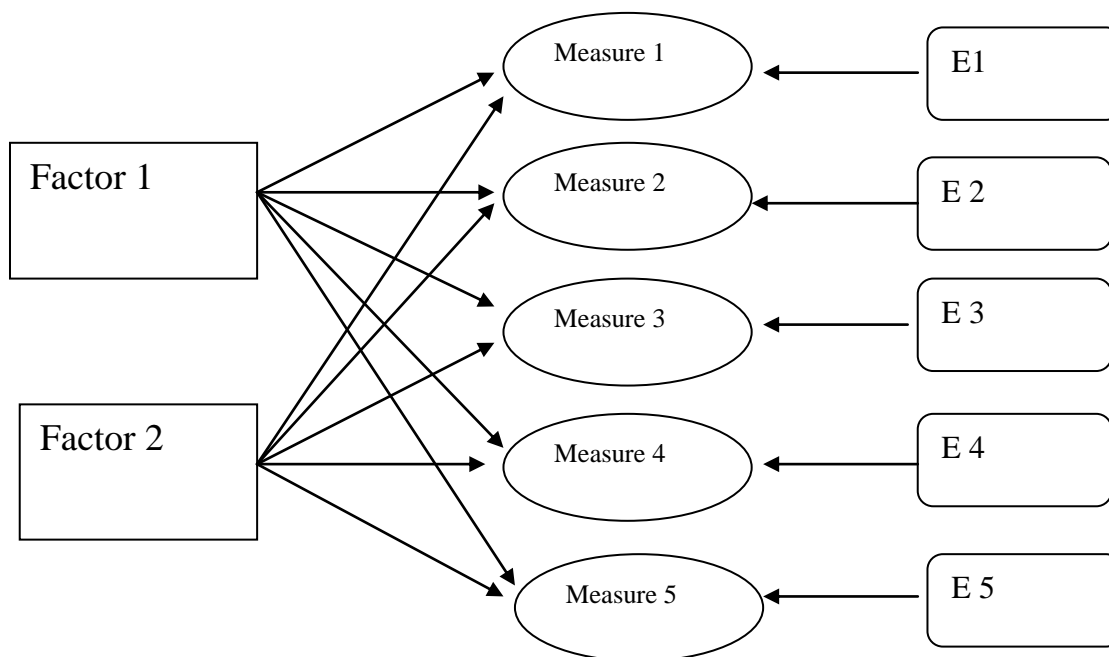 Measure 1
E1
Factor 1
Measure 2
E 2
Measure 3
E 3
Factor 2
Measure 4
E 4
Measure 5
E 5